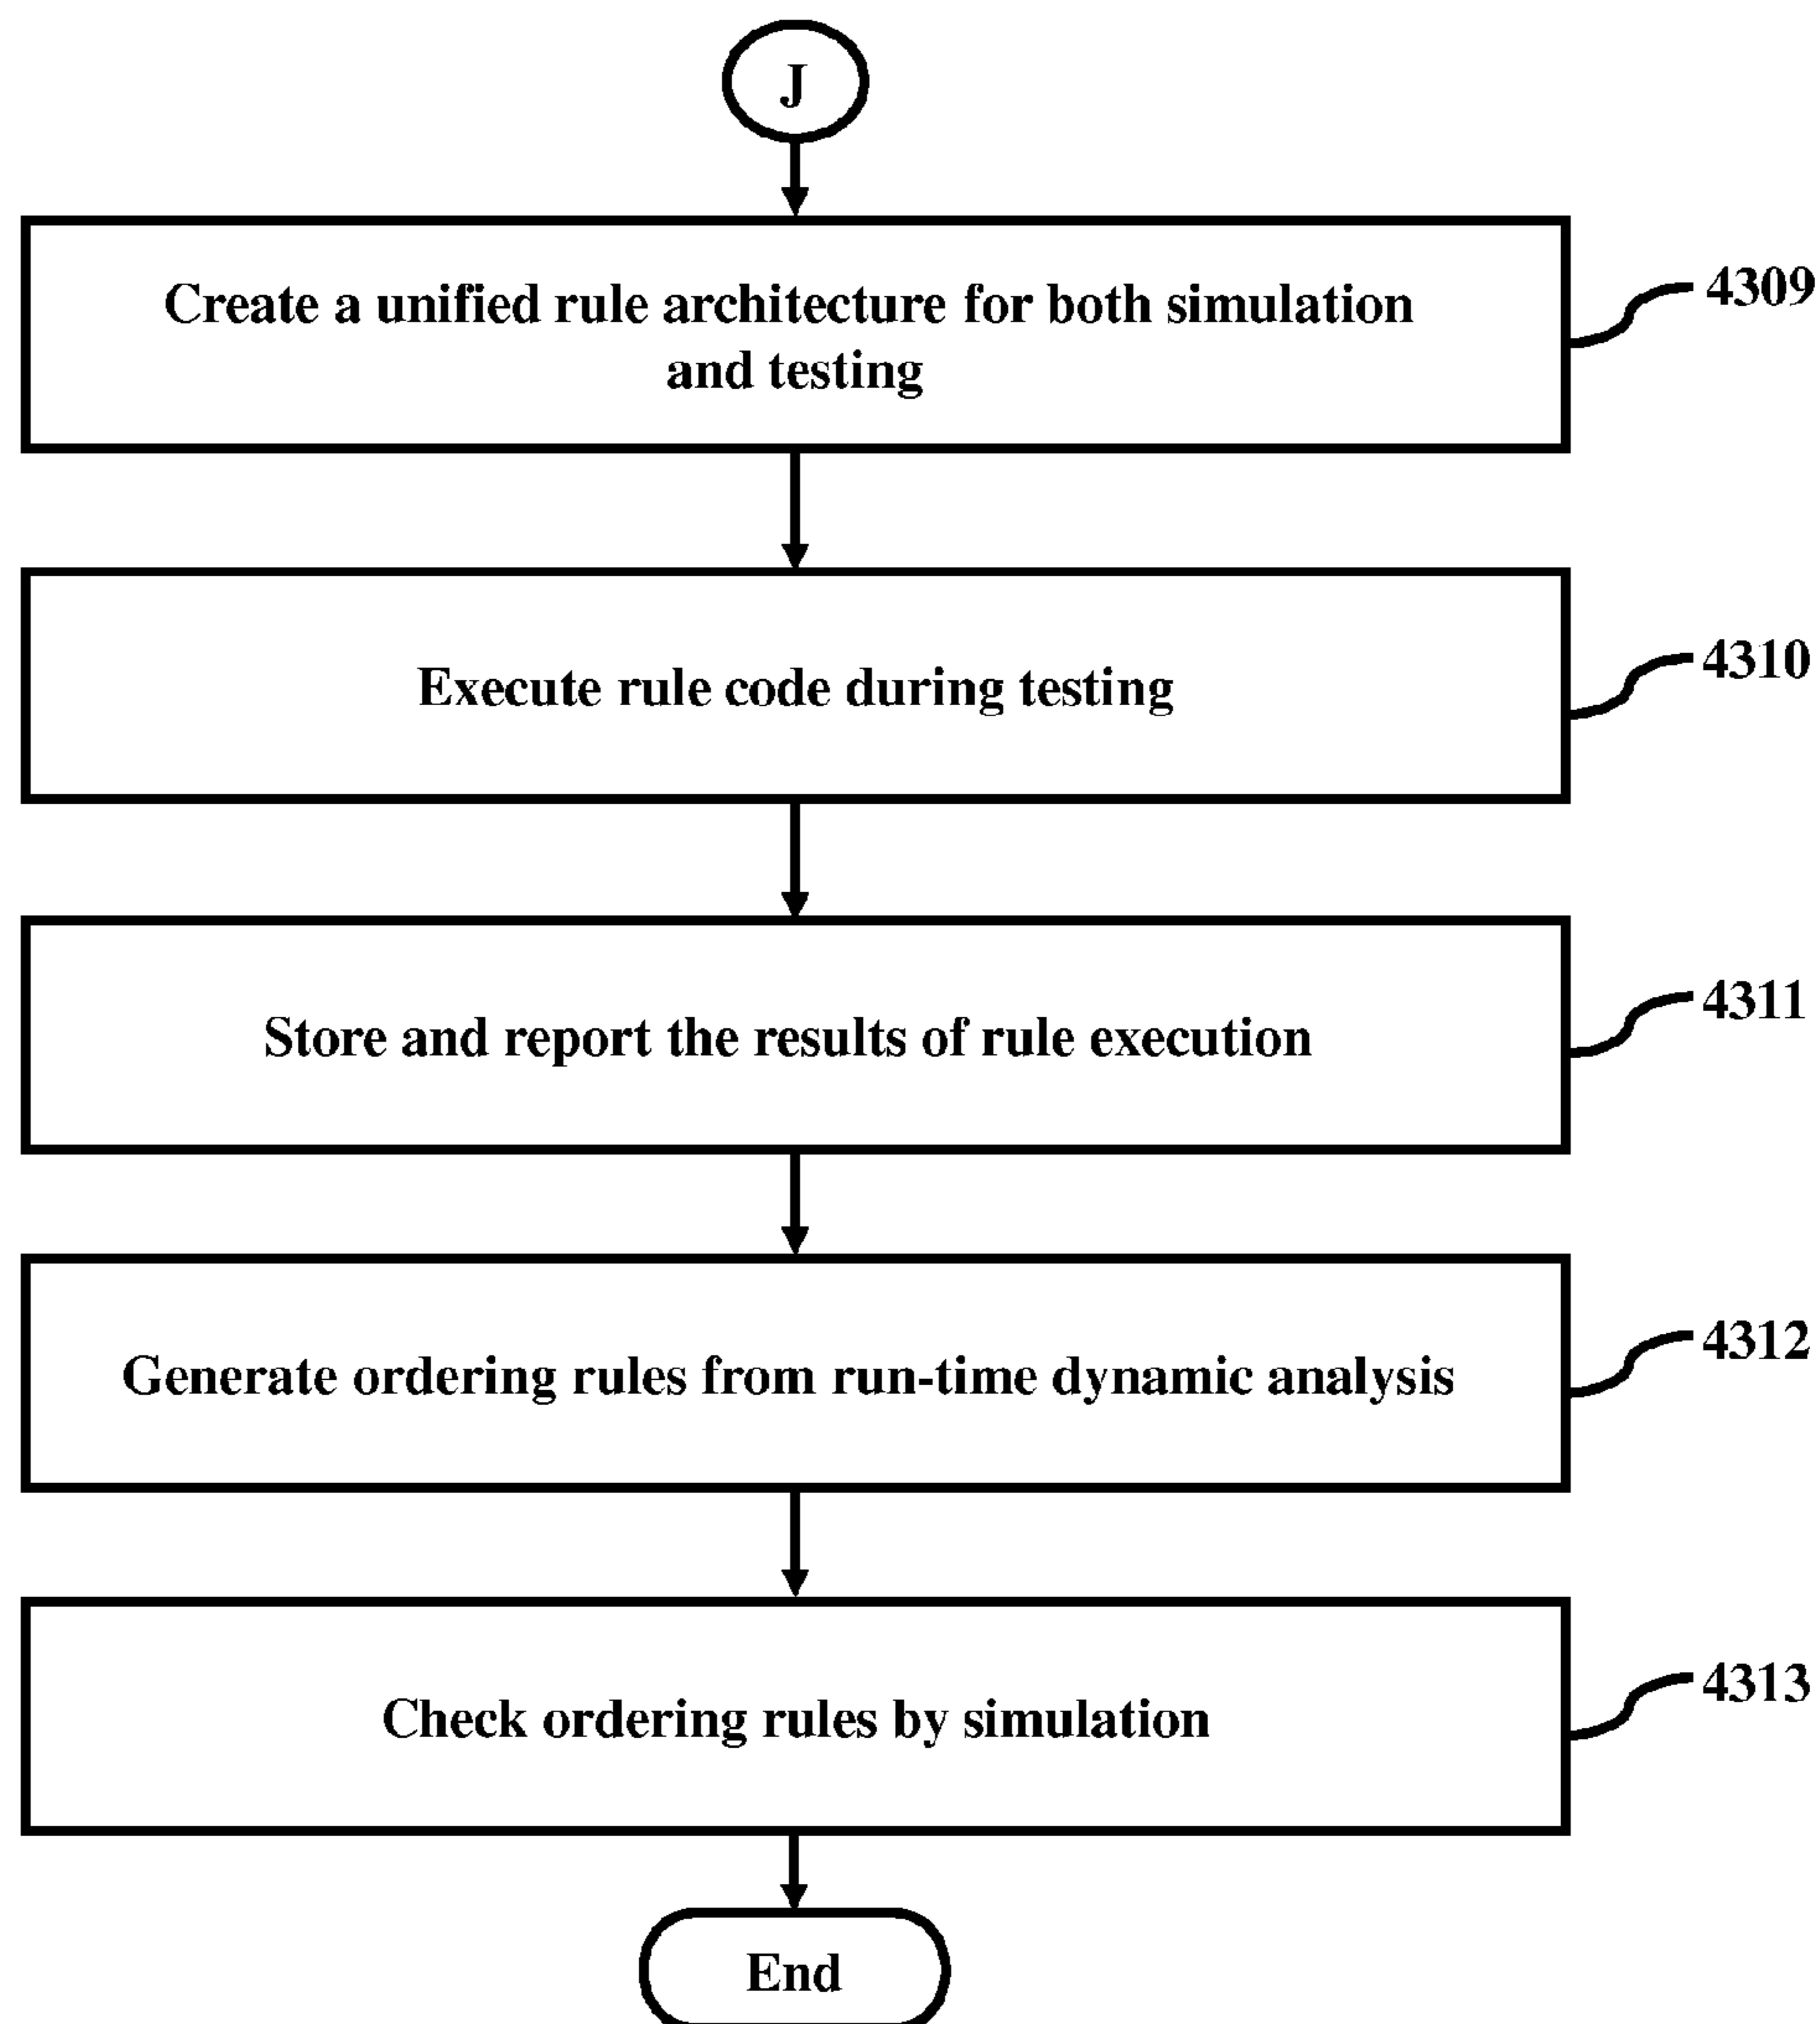 J
Create a unified rule architecture for both simulation
and testing
4309
Execute rule code during testing
4310
Store and report the results of rule execution
4311
Generate ordering rules from run-time dynamic analysis
4312
Check ordering rules by simulation
4313
End